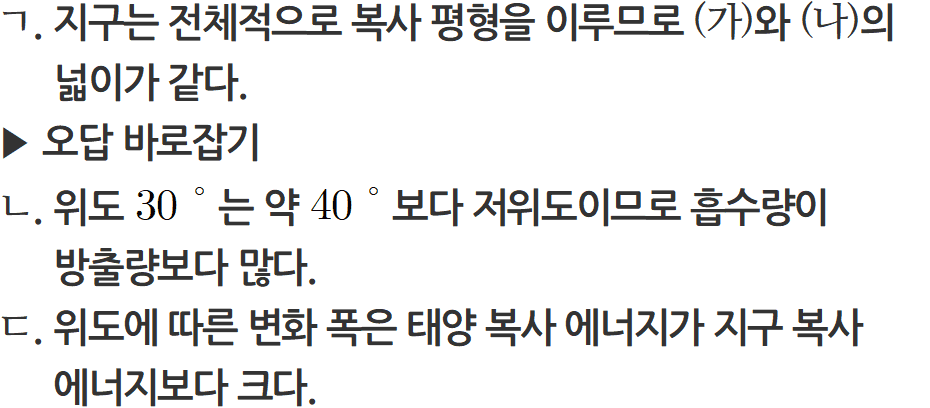 ㄱ. 지구는 전체적으로 복사 평형을 이루므로 (가)와 (나)의
넓이가 같다.
▶ 오답 바로잡기
ㄴ. 위도 30 °는 약 40 °보다 저위도이므로 흡수량이
방출량보다 많다.
ㄷ. 위도에 따른 변화 폭은 태양 복사 에너지가 지구 복사
에너지보다 크다.